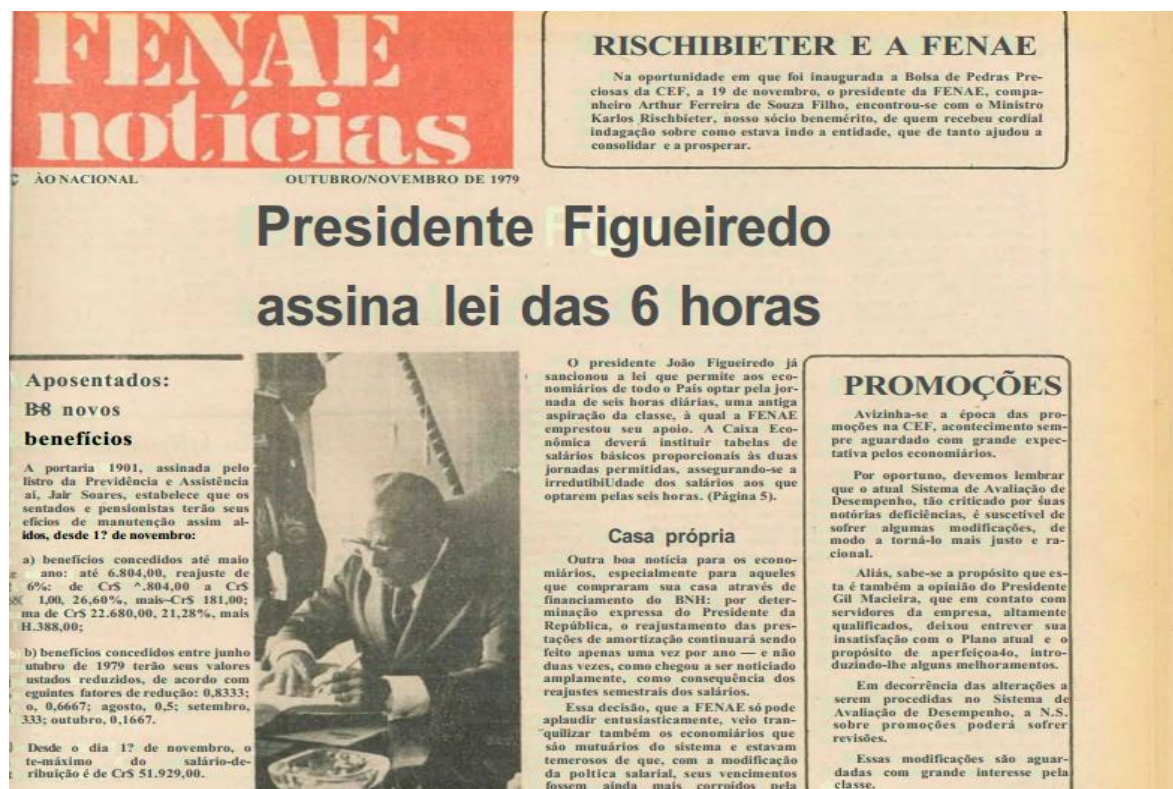 FENAE
notícias
ÀO NACIONAL
OUTUBRO/NOVEMBRO DE 1979
RISCHIBIETER E A FENAE
Na oportunidade em que foi inaugurada a Bolsa de Pedras Pre-
ciosas da CEF, a 19 de novembro, o presidente da FENAE, compa-
nheiro Arthur Ferreira de Souza Filho, encontrou-se com o Ministro
Karlos Rischbieter, nosso sócio benemérito, de quem recebeu cordial
indagação sobre como estava indo a entidade, que de tanto ajudou a
consolidar e a prosperar.
Presidente Figueiredo
assina lei das 6 horas
Aposentados:
novos
benefícios
A portaria 1901, assinada pelo
listro da Previdência e Assistência
ai, Jair Soares, estabelece que os
sentados e pensionistas terão seus
efícios de manutenção assim al-
idos, desde 1? de novembro:
a) benefícios concedidos até maio
ano: até 6.804,00, reajuste de
6%: de Cr$ ^.804,00 a Cr$
1,00, 26,60%, mais-Cr$ 181,00;
ma de Cr$ 22.680,00, 21,28%, mais
H.388,00;
b) benefícios concedidos entre junho
utubro de 1979 terão seus valores
ustados reduzidos, de acordo com
eguintes fatores de redução: 0,8333;
o, 0,6667; agosto, 0,5; setembro,
333; outubro, 0,1667.
Desde o dia 1? de novembro, o
te-máximo do salário-de-
ribuição é de Cr$ 51.929,00.
O presidente João Figueiredo já
sancionou a lei que permite aos eco-
nomiários de todo o País optar pela jor-
nada de seis horas diárias, uma antiga
aspiração da classe, à qual a FENAE
emprestou seu apoio. A Caixa Eco-
nômica deverá instituir tabelas de
salários básicos proporcionais às duas
jornadas permitidas, assegurando-se a
irredutibiUdade dos salários aos que
optarem pelas seis horas. (Página 5).
Casa própria
Outra boa notícia para os econo-
miários, especialmente para aqueles
que compraram sua casa através de
financiamento do BNH: por deter-
minação expressa do Presidente da
República, o reajustamento das pres-
tações de amortização continuará sendo
feito apenas uma vez por ano — e não
duas vezes, como chegou a ser noticiado
amplamente, como consequência dos
reajustes semestrais dos salários.
Essa decisão, que a FENAE só pode
aplaudir entusiasticamente, veio tran-
quilizar também os economiários que
são mutuários do sistema e estavam
temerosos de que, com a modificação
da poltica salarial, seus vencimentos
fossem ainda mais corroídos pela
PROMOÇÕES
Avizinha-se a época das pro-
moções na CEF, acontecimento sem-
pre aguardado com grande expec-
tativa pelos economiários.
Por oportuno, devemos lembrar
que o atual Sistema de Avaliação de
Desempenho, tão criticado por suas
notórias deficiências, é suscetível de
sofrer algumas modificações, de
modo a torná-lo mais justo e ra-
cional.
Aliás, sabe-se a propósito que es-
ta é também a opinião do Presidente
Gil Macieira, que em contato com
servidores da empresa, altamente
qualificados, deixou entrever sua
insatisfação com o Plano atual e o
propósito de aperfeiçoa4o, intro-
duzindo-lhe alguns melhoramentos.
Em decorrência das alterações a
serem procedidas no Sistema de
Avaliação de Desempenho, a N.S.
sobre promoções poderá sofrer
revisões.
Essas modificações são aguar-
dadas com grande interesse pela
classe.